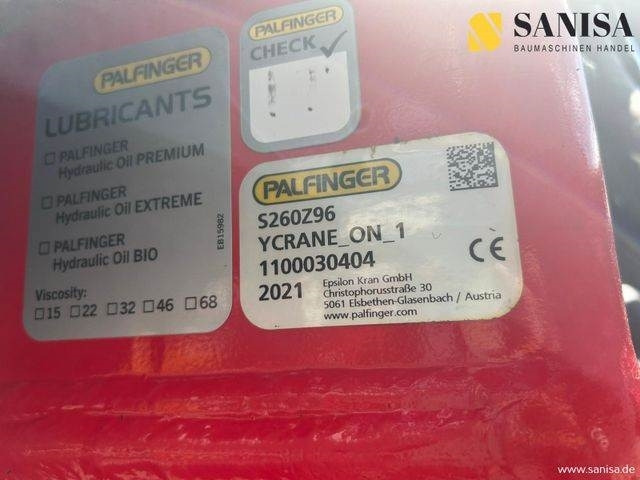 SANISA
BAUMASCHINEN HANDEL
PALFINGER
CHECK
PALFINGER
LUBRICANTS
PALFINGER
Hydraulic Oil PREMIUM
PALFINGER
Hydraulic Oil EXTREME
PALFINGER
Hydraulic Oil BIO
Viscosity:
15 22 32 46 68
EB15982
PALFINGER
S260Z96
YCRANE_ON_1
1100030404
2021
Epsilon Kran GmbH
Christophorusstraße 30
5061 Elsbethen-Glasenbach / Austria
www.palfinger.com
CE
www.sanisa.de